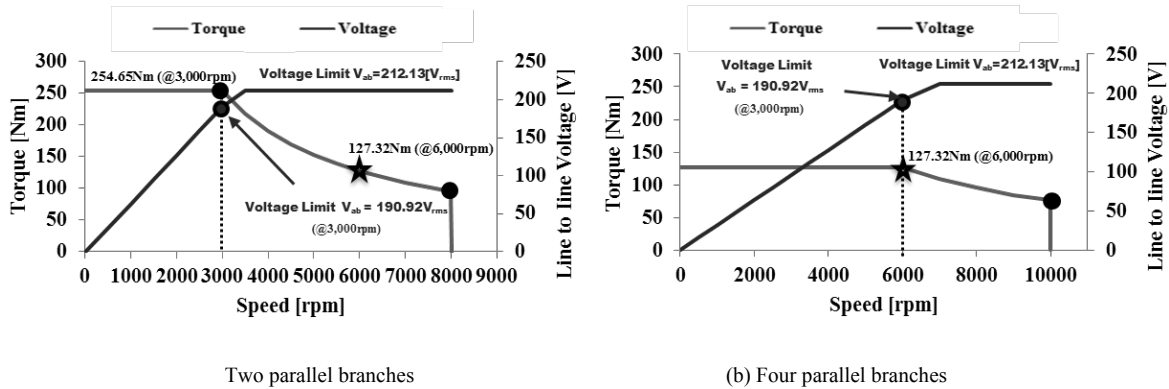 Torque Voltage
300
250
200
150
100
50
0
Torque [Nm]
254.65Nm (@3,000rpm)
Voltage Limit Vab=212.13[Vrms]
127.32Nm (@6,000rpm)
Voltage Limit Vab = 190.92Vrms
(@3,000rpm)
250
200
150
100
50
0
Line to line Voltage [V]
0 1000 2000 3000 4000 5000 6000 7000 8000 9000
Speed [rpm]
Two parallel branches
Torque Voltage
300
250
200
150
100
50
0
Torque [Nm]
Voltage Limit
Vab = 190.92Vrms
(@3,000rpm)
Voltage Limit Vab=212.13[Vrms]
127.32Nm (@6,000rpm)
250
200
150
100
50
0
Line to line Voltage [V]
0 2000 4000 6000 8000 10000
Speed [rpm]
(b) Four parallel branches